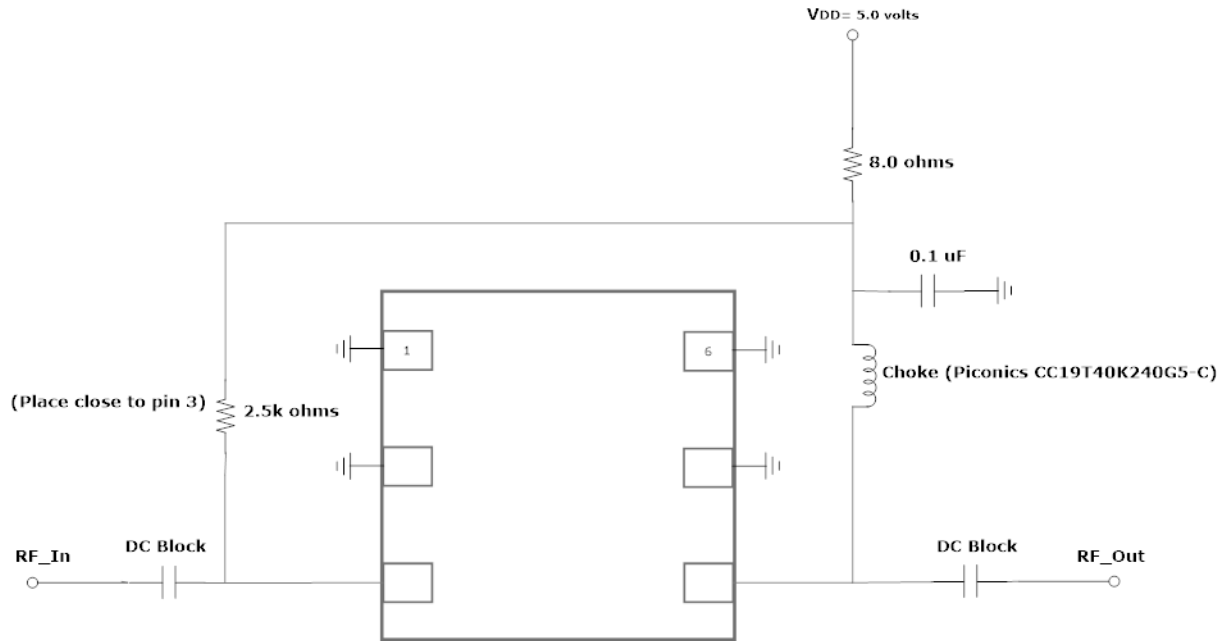 VDD= 5.0 volts
8.0 ohms
0.1 uF
1
6
Choke (Piconics CC19T40K240G5-C)
(Place close to pin 3)
2.5k ohms
DC Block
RF_In
DC Block
RF_Out